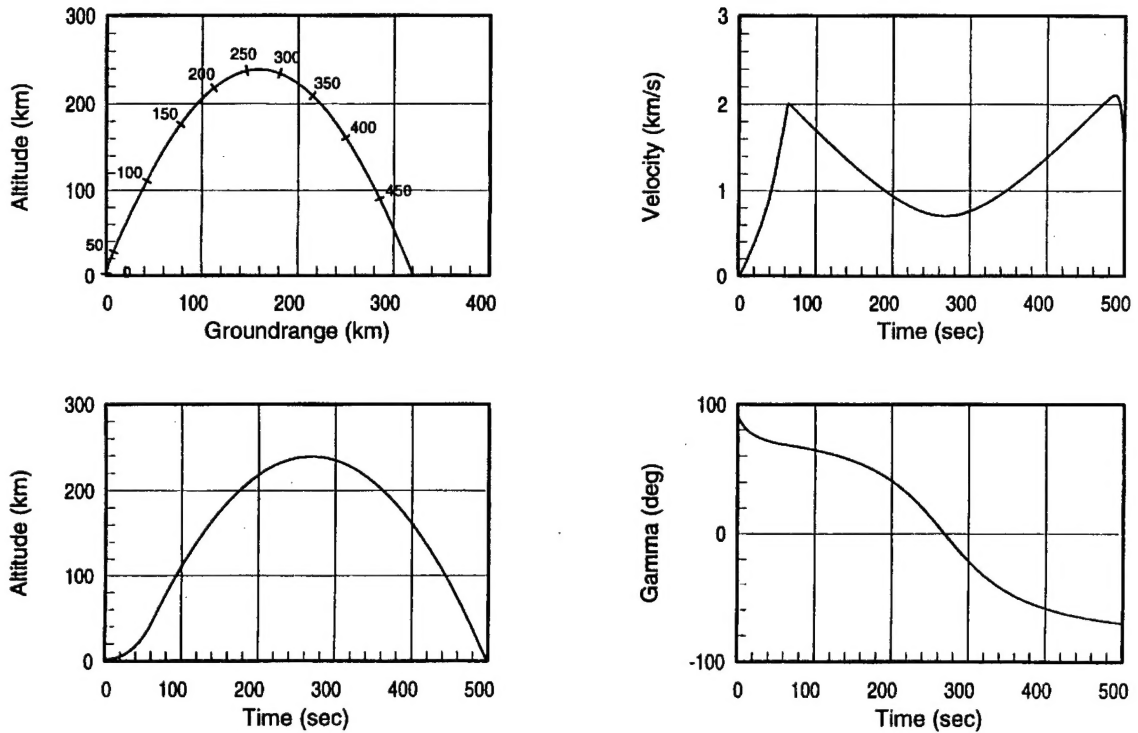 Altitude (km)
300
200
100
0
0
50
100
150
200
250
300
350
400
450
0 100 200 300 400
Groundrange (km)
Velocity (km/s)
3
2
1
0
0 100 200 300 400 500
Time (sec)
Altitude (km)
300
200
100
0
0 100 200 300 400 500
Time (sec)
Gamma (deg)
100
0
-100
0 100 200 300 400 500
Time (sec)